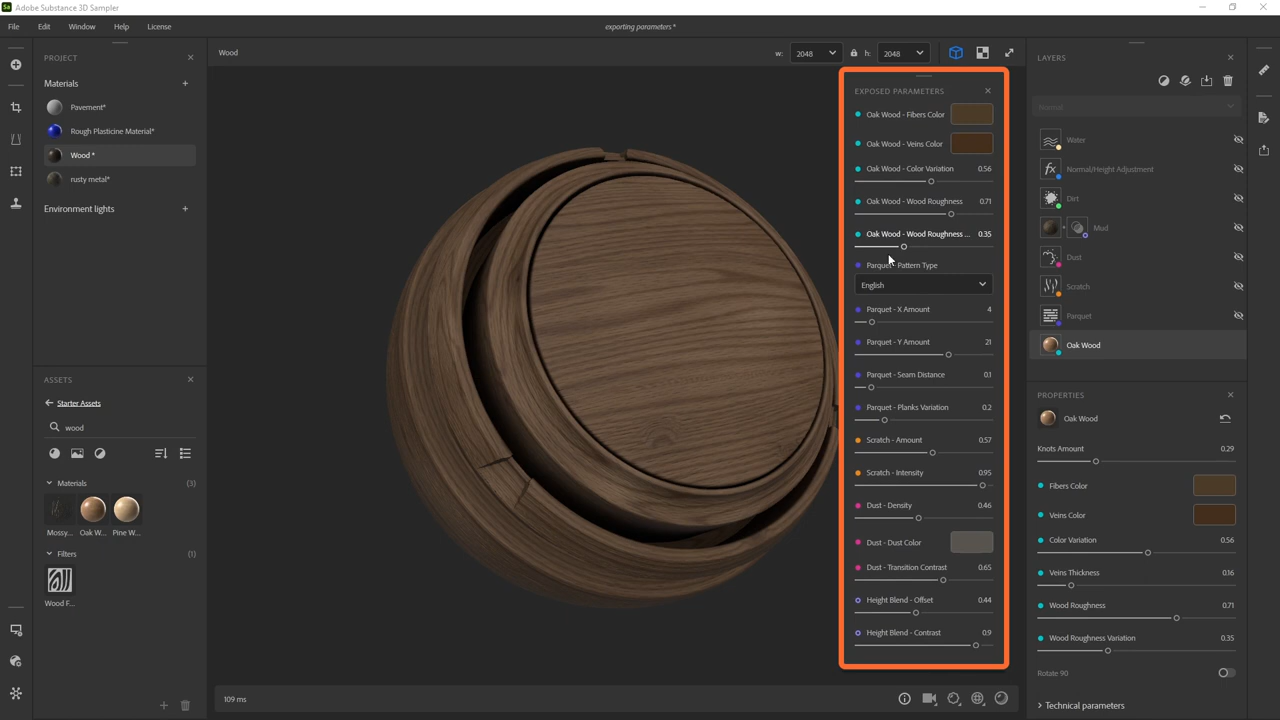 Sa Adobe Substance 3D Sampler
File Edit Window Help License
exporting parameters *
PROJECT
Materials
Pavement*
Rough Plasticine Material*
Wood *
rusty metal*
Environment lights
ASSETS
Starter Assets
wood
Materials (3)
Mossy... Oak W... Pine W...
Filters (1)
Wood F...
Wood
w: 2048 h: 2048
109 ms
EXPOSED PARAMETERS
Oak Wood - Fibers Color
Oak Wood - Veins Color
Oak Wood - Color Variation 0.56
Oak Wood - Wood Roughness 0.71
Oak Wood - Wood Roughness ... 0.35
Parquet - Pattern Type
English
Parquet - X Amount 4
Parquet - Y Amount 21
Parquet - Seam Distance 0.1
Parquet - Planks Variation 0.2
Scratch - Amount 0.57
Scratch - Intensity 0.95
Dust - Density 0.46
Dust - Dust Color
Dust - Transition Contrast 0.65
Height Blend - Offset 0.44
Height Blend - Contrast 0.9
LAYERS
Normal
Water
Normal/Height Adjustment
Dirt
Mud
Dust
Scratch
Parquet
Oak Wood
PROPERTIES
Oak Wood
Knots Amount 0.29
Fibers Color
Veins Color
Color Variation 0.56
Veins Thickness 0.16
Wood Roughness 0.71
Wood Roughness Variation 0.35
Rotate 90
Technical parameters